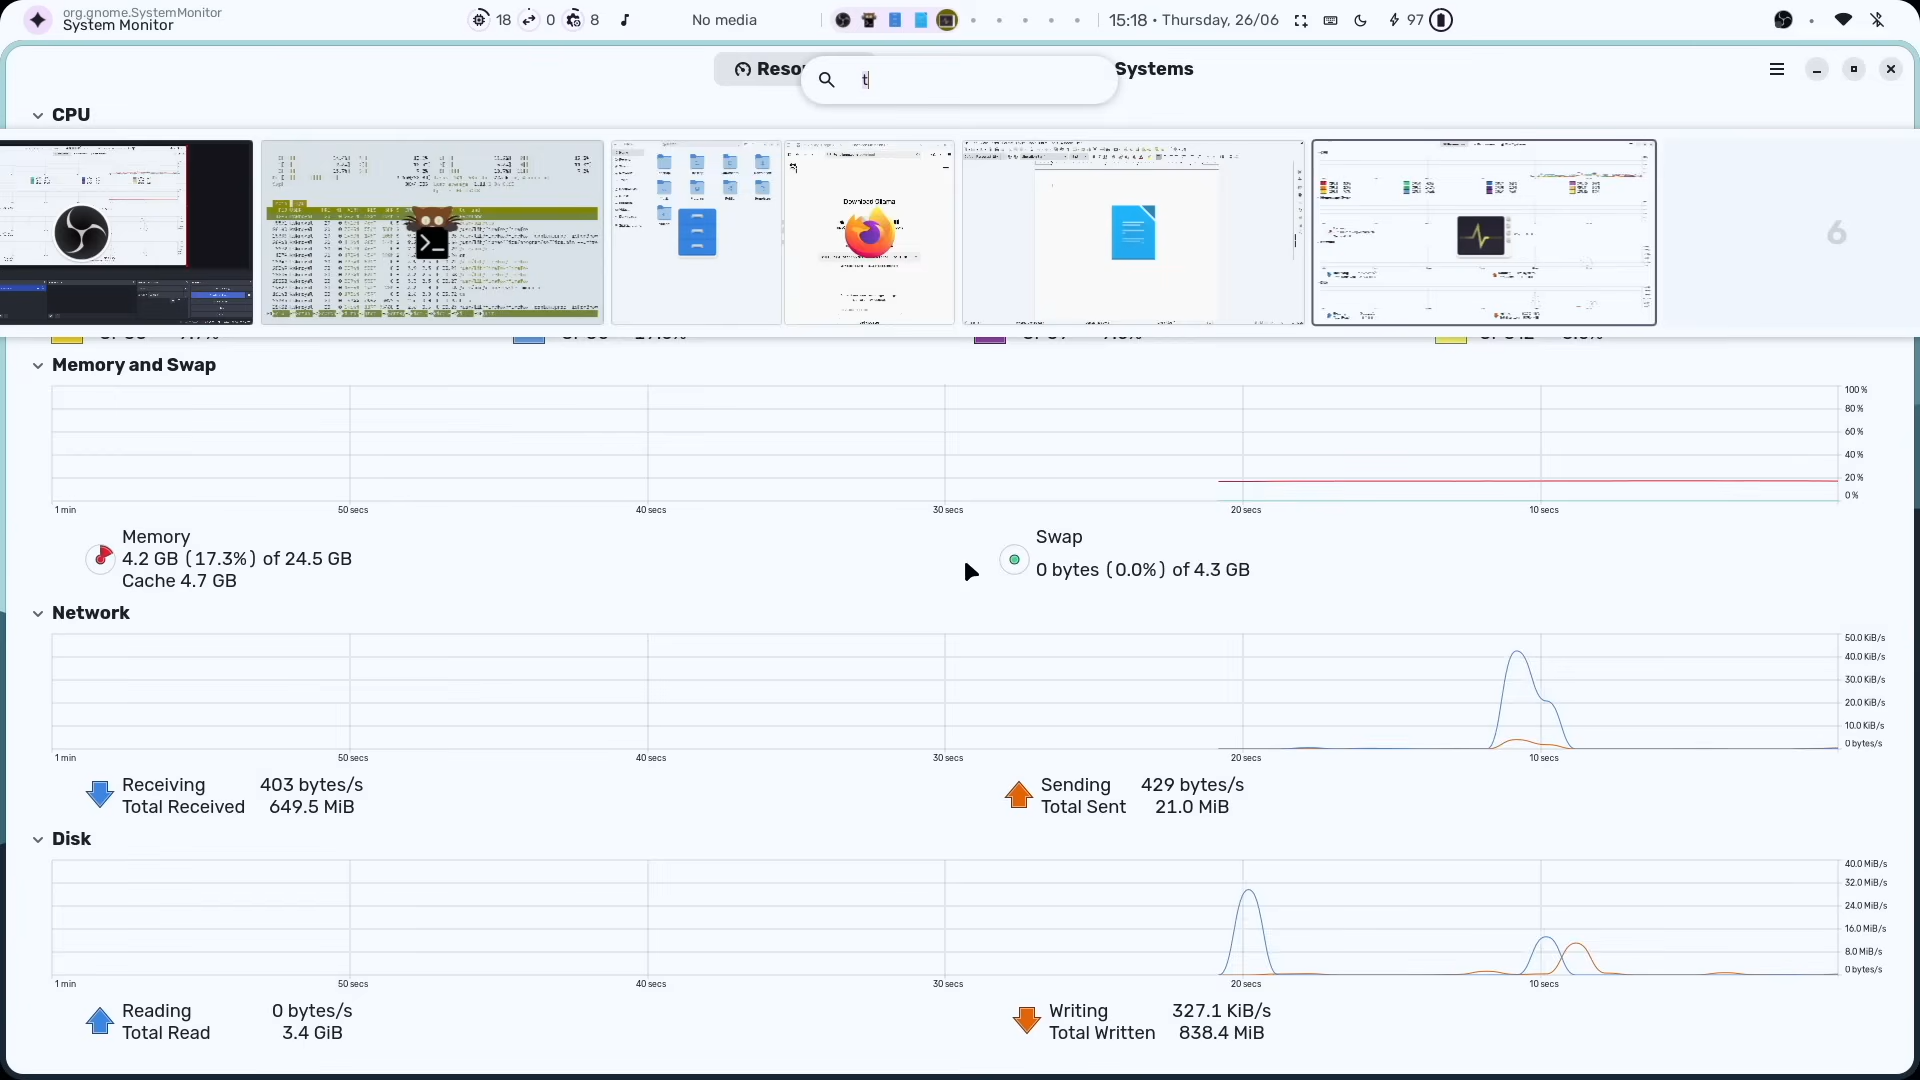 org.gnome.SystemMonitor
System Monitor
18
0
8
No media
15:18 • Thursday, 26/06
97
Reso
t
Systems
CPU
Download Ollama
6
Memory and Swap
100 %
80 %
60 %
40 %
20 %
0 %
1 min
50 secs
40 secs
30 secs
20 secs
10 secs
Memory
4.2 GB (17.3%) of 24.5 GB
Cache 4.7 GB
Swap
0 bytes (0.0%) of 4.3 GB
Network
50.0 KiB/s
40.0 KiB/s
30.0 KiB/s
20.0 KiB/s
10.0 KiB/s
0 bytes/s
1 min
50 secs
40 secs
30 secs
20 secs
10 secs
Receiving 403 bytes/s
Total Received 649.5 MiB
Sending 429 bytes/s
Total Sent 21.0 MiB
Disk
40.0 MiB/s
32.0 MiB/s
24.0 MiB/s
16.0 MiB/s
8.0 MiB/s
0 bytes/s
1 min
50 secs
40 secs
30 secs
20 secs
10 secs
Reading 0 bytes/s
Total Read 3.4 GiB
Writing 327.1 KiB/s
Total Written 838.4 MiB